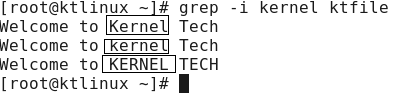 [root@ktlinux ~]# grep -i kernel ktfile
Welcome to Kernel Tech
Welcome to kernel Tech
Welcome to KERNEL TECH
[root@ktlinux ~]#